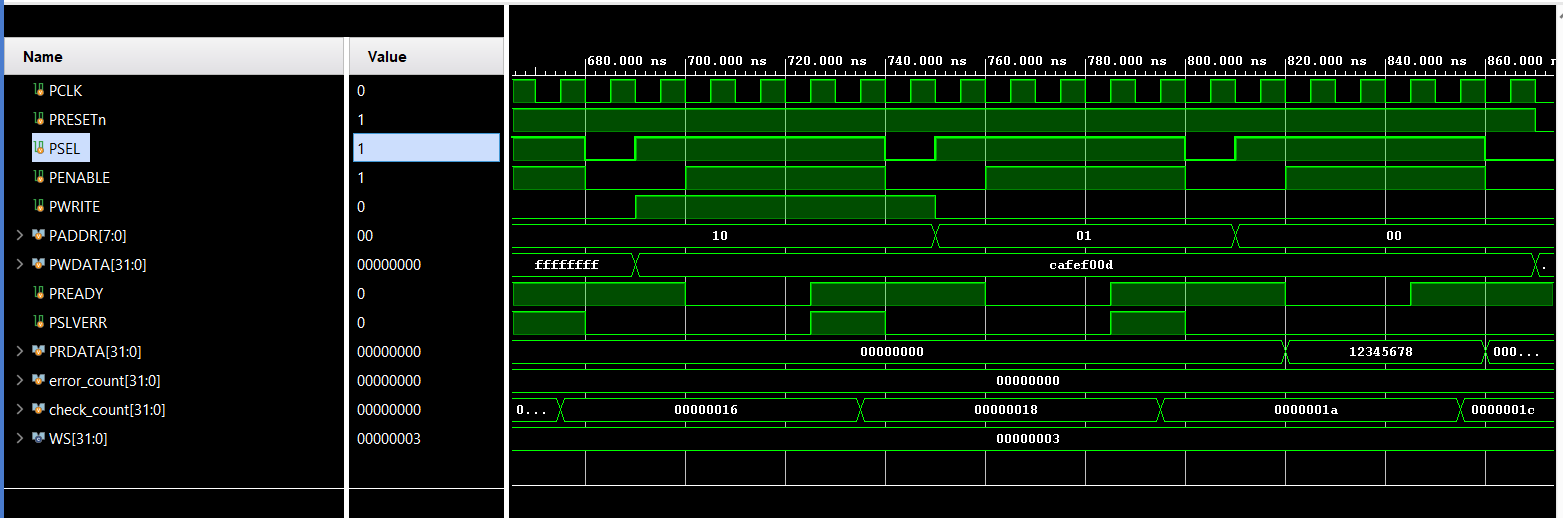 Name Value
680.000 ns 700.000 ns 720.000 ns 740.000 ns 760.000 ns 780.000 ns 800.000 ns 820.000 ns 840.000 ns 860.000 n
PCLK 0
PRESETn 1
PSEL 1
PENABLE 1
PWRITE 0
PADDR[7:0] 00 10 01 00
PWDATA[31:0] 00000000 ffffffff cafef00d .
PREADY 0
PSLVERR 0
PRDATA[31:0] 00000000 00000000 12345678 000...
error_count[31:0] 00000000 00000000
check_count[31:0] 00000000 0... 00000016 00000018 0000001a 0000001c
WS[31:0] 00000003 00000003